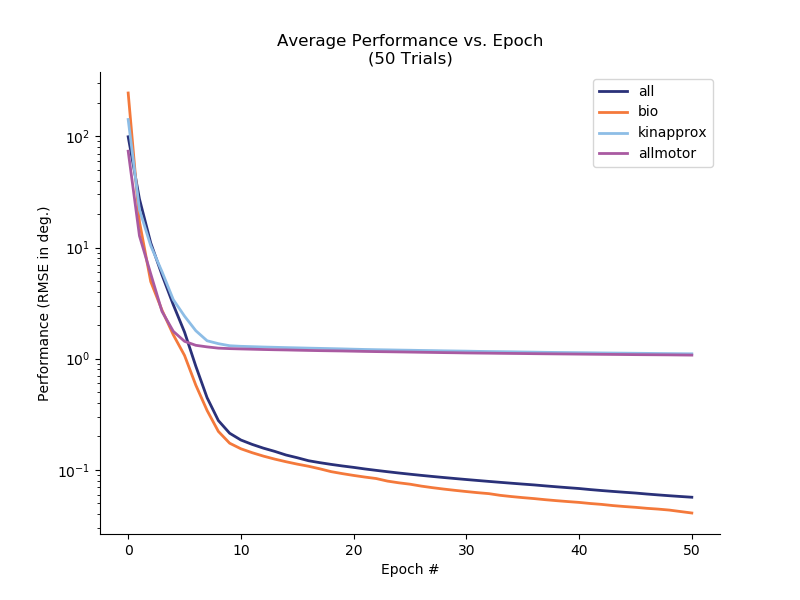 Average Performance vs. Epoch
(50 Trials)
all
bio
kinapprox
allmotor
Performance (RMSE in deg.)
10²
10¹
10⁰
10⁻¹
0 10 20 30 40 50
Epoch #